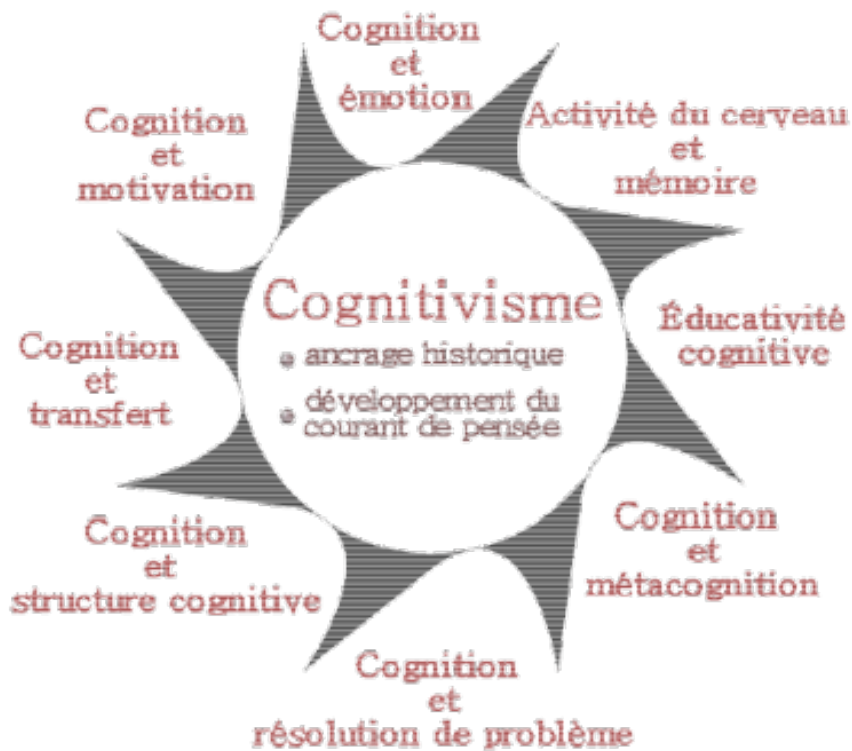 Cognition
et
émotion
Activité du cerveau
et
mémoire
Éducativité
cognitive
Cognition
et
métacognition
Cognition
et
résolution de problème
Cognition
et
structure cognitive
Cognition
et
transfert
Cognition
et
motivation
Cognitivisme
ancrage historique
développement du
courant de pensée